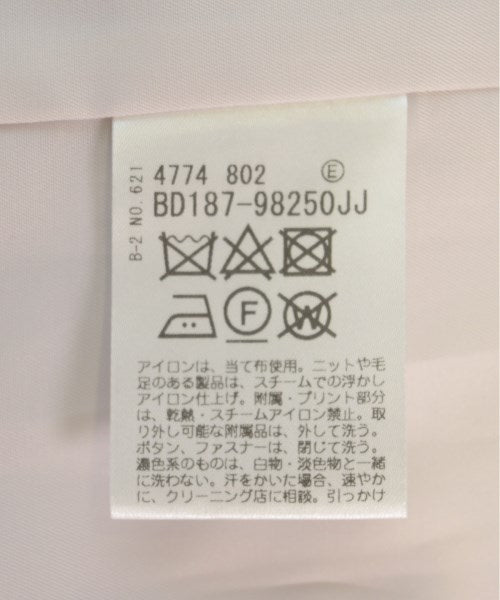 B-2 NO.621
4774 802 Ⓔ
BD187-98250JJ
F
W
アイロンは、当て布使用。ニットや毛
足のある製品は、スチームでの浮かし
アイロン仕上げ。附属・プリント部分
は、乾熱・スチームアイロン禁止。取
り外し可能な附属品は、外して洗う。
ボタン、ファスナーは、閉じて洗う。
濃色系のものは、白物・淡色物と一緒
に洗わない。汗をかいた場合、速やか
に、クリーニング店に相談。引っかけ